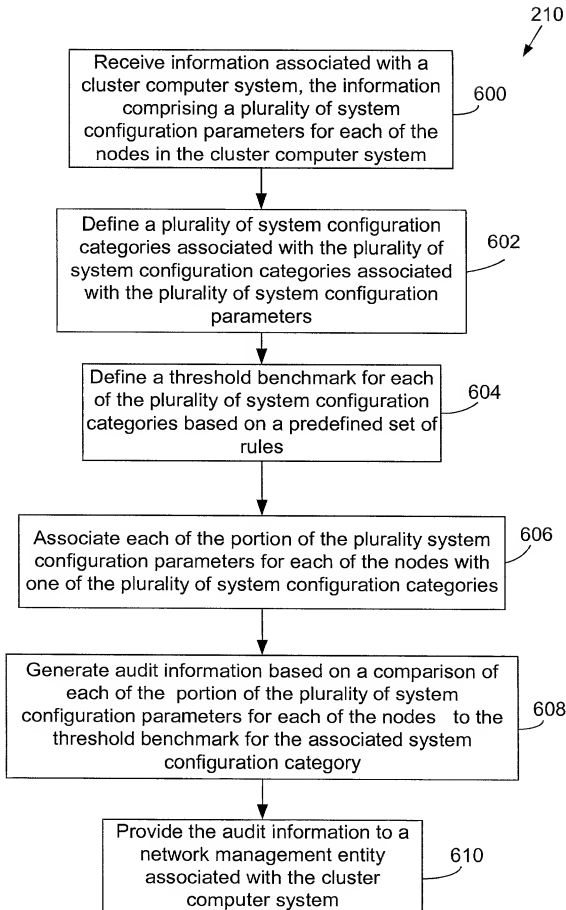 210
Receive information associated with a
cluster computer system, the information
comprising a plurality of system
configuration parameters for each of the
nodes in the cluster computer system
600
Define a plurality of system configuration
categories associated with the plurality of
system configuration categories associated
with the plurality of system configuration
parameters
602
Define a threshold benchmark for each
of the plurality of system configuration
categories based on a predefined set of
rules
604
Associate each of the portion of the plurality system
configuration parameters for each of the nodes with
one of the plurality of system configuration categories
606
Generate audit information based on a comparison of
each of the portion of the plurality of system
configuration parameters for each of the nodes to the
threshold benchmark for the associated system
configuration category
608
Provide the audit information to a
network management entity
associated with the cluster
computer system
610